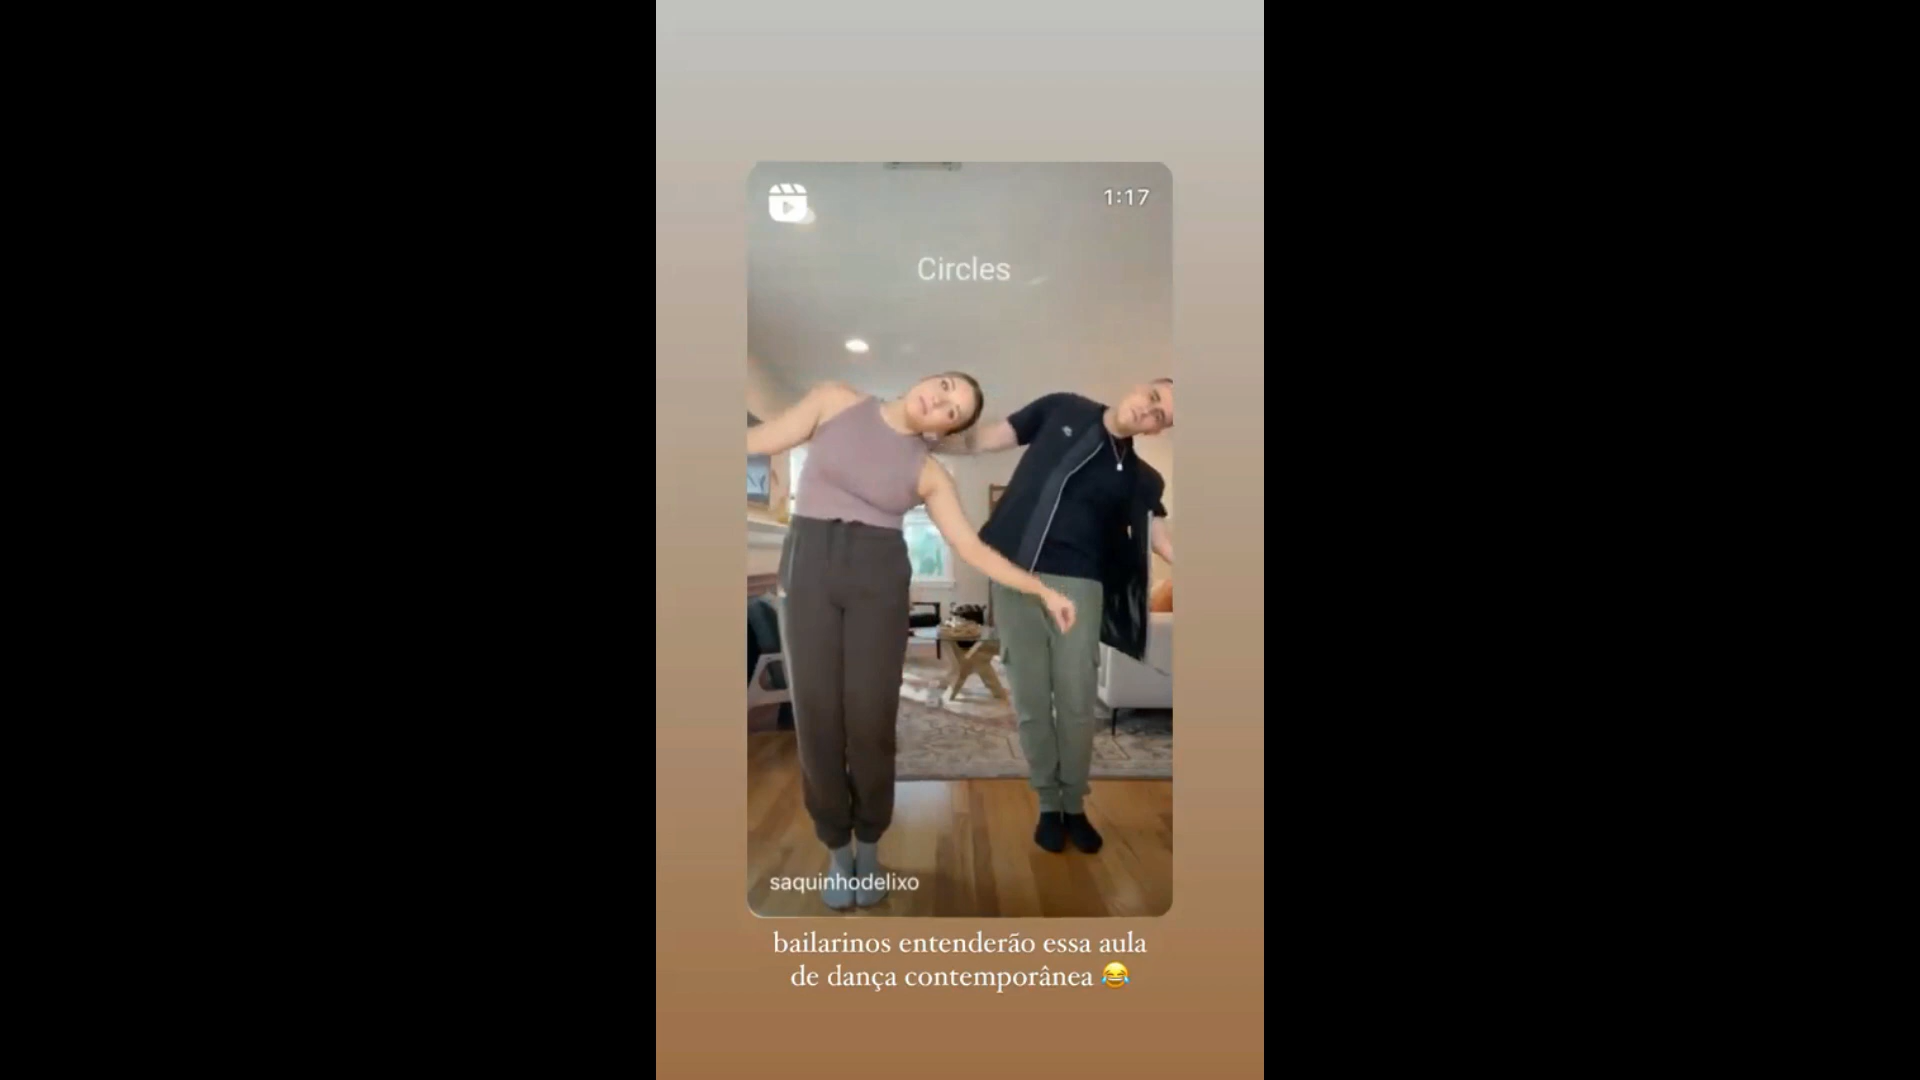 1:17
Circles
saquinhodelixo
bailarinos entenderão essa aula
de dança contemporânea 😂